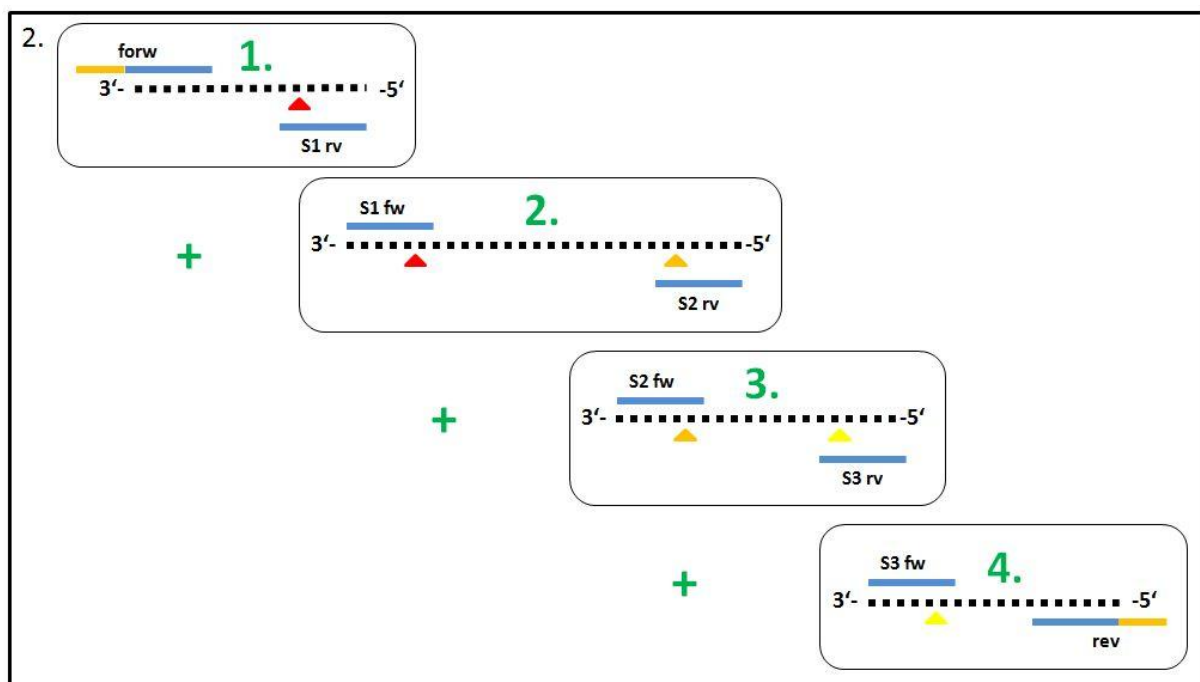 2.
forw
1.
3‘- -5‘
S1 rv
+
S1 fw
2.
3‘- -5‘
S2 rv
+
S2 fw
3.
3‘- -5‘
S3 rv
+
S3 fw
4.
3‘- -5‘
rev